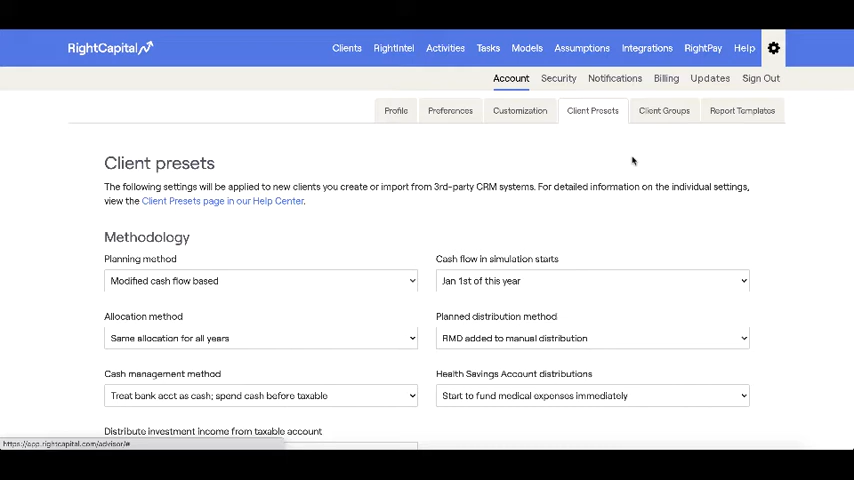 RightCapital
Clients RightIntel Activities Tasks Models Assumptions Integrations RightPay Help
Account Security Notifications Billing Updates Sign Out
Profile Preferences Customization Client Presets Client Groups Report Templates
Client presets
The following settings will be applied to new clients you create or import from 3rd-party CRM systems. For detailed information on the individual settings,
view the Client Presets page in our Help Center.
Methodology
Planning method Cash flow in simulation starts
Modified cash flow based Jan 1st of this year
Allocation method Planned distribution method
Same allocation for all years RMD added to manual distribution
Cash management method Health Savings Account distributions
Treat bank acct as cash; spend cash before taxable Start to fund medical expenses immediately
Distribute investment income from taxable account
https://app.rightcapital.com/advisor/#